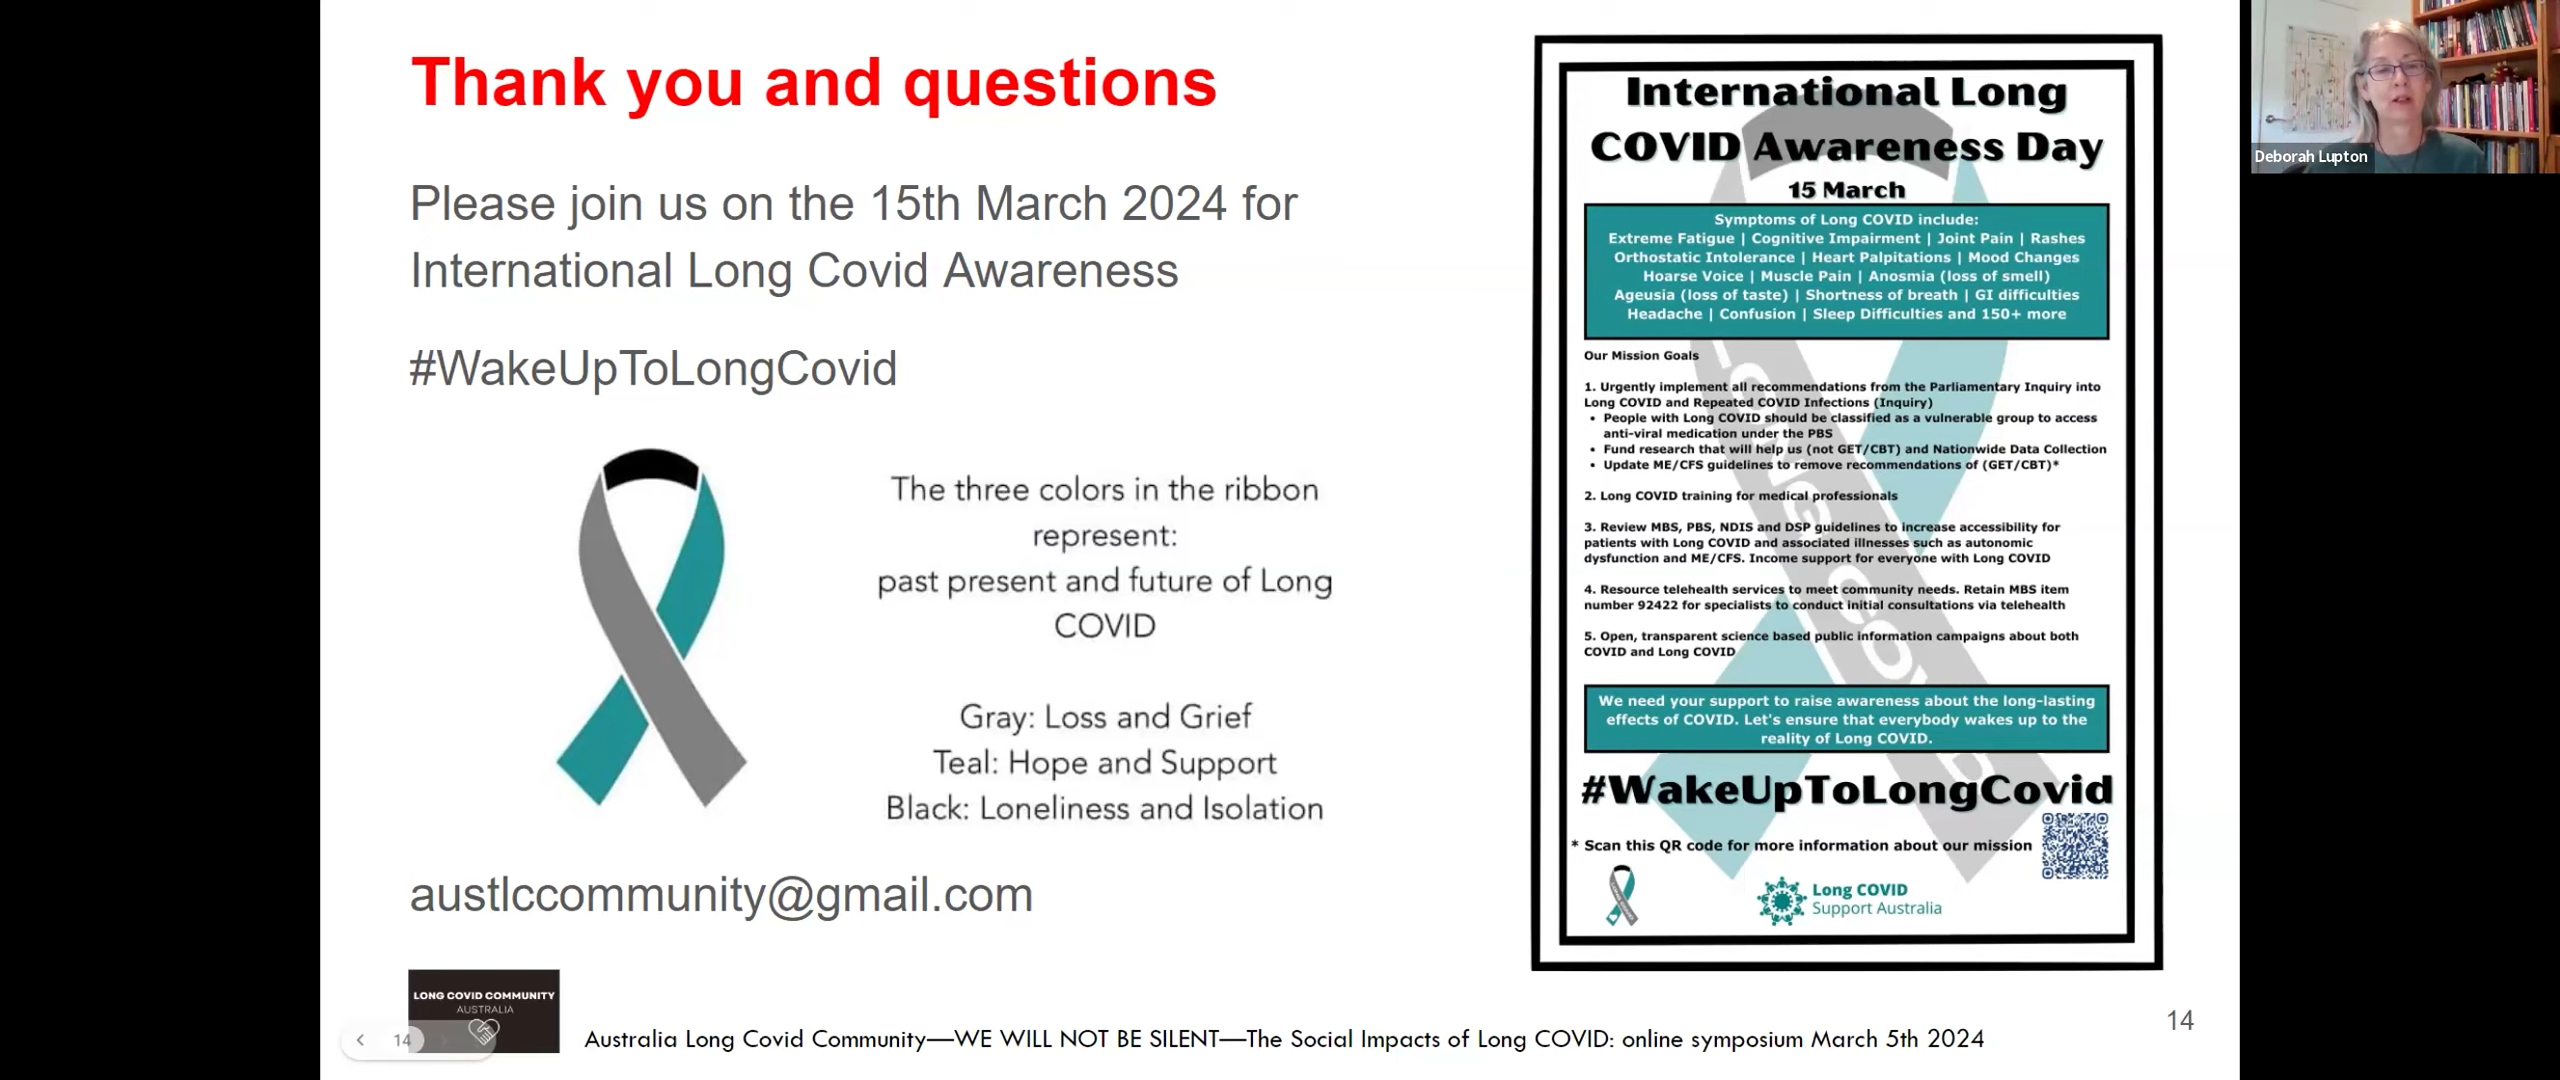 Thank you and questions
Please join us on the 15th March 2024 for
International Long Covid Awareness
#WakeUpToLongCovid
The three colors in the ribbon
represent:
past present and future of Long
COVID
Gray: Loss and Grief
Teal: Hope and Support
Black: Loneliness and Isolation
austlccommunity@gmail.com
LONG COVID COMMUNITY
AUSTRALIA
14
Australia Long Covid Community—WE WILL NOT BE SILENT—The Social Impacts of Long COVID: online symposium March 5th 2024
14
International Long
COVID Awareness Day
15 March
Symptoms of Long COVID include:
Extreme Fatigue | Cognitive Impairment | Joint Pain | Rashes
Orthostatic Intolerance | Heart Palpitations | Mood Changes
Hoarse Voice | Muscle Pain | Anosmia (loss of smell)
Ageusia (loss of taste) | Shortness of breath | GI difficulties
Headache | Confusion | Sleep Difficulties and 150+ more
Our Mission Goals
1. Urgently implement all recommendations from the Parliamentary Inquiry into
Long COVID and Repeated COVID Infections (Inquiry)
• People with Long COVID should be classified as a vulnerable group to access
anti-viral medication under the PBS
• Fund research that will help us (not GET/CBT) and Nationwide Data Collection
• Update ME/CFS guidelines to remove recommendations of (GET/CBT)*
2. Long COVID training for medical professionals
3. Review MBS, PBS, NDIS and DSP guidelines to increase accessibility for
patients with Long COVID and associated illnesses such as autonomic
dysfunction and ME/CFS. Income support for everyone with Long COVID
4. Resource telehealth services to meet community needs. Retain MBS item
number 92422 for specialists to conduct initial consultations via telehealth
5. Open, transparent science based public information campaigns about both
COVID and Long COVID
LONG COVID
We need your support to raise awareness about the long-lasting
effects of COVID. Let's ensure that everybody wakes up to the
reality of Long COVID.
#WakeUpToLongCovid
* Scan this QR code for more information about our mission
Long COVID
Support Australia
Deborah Lupton